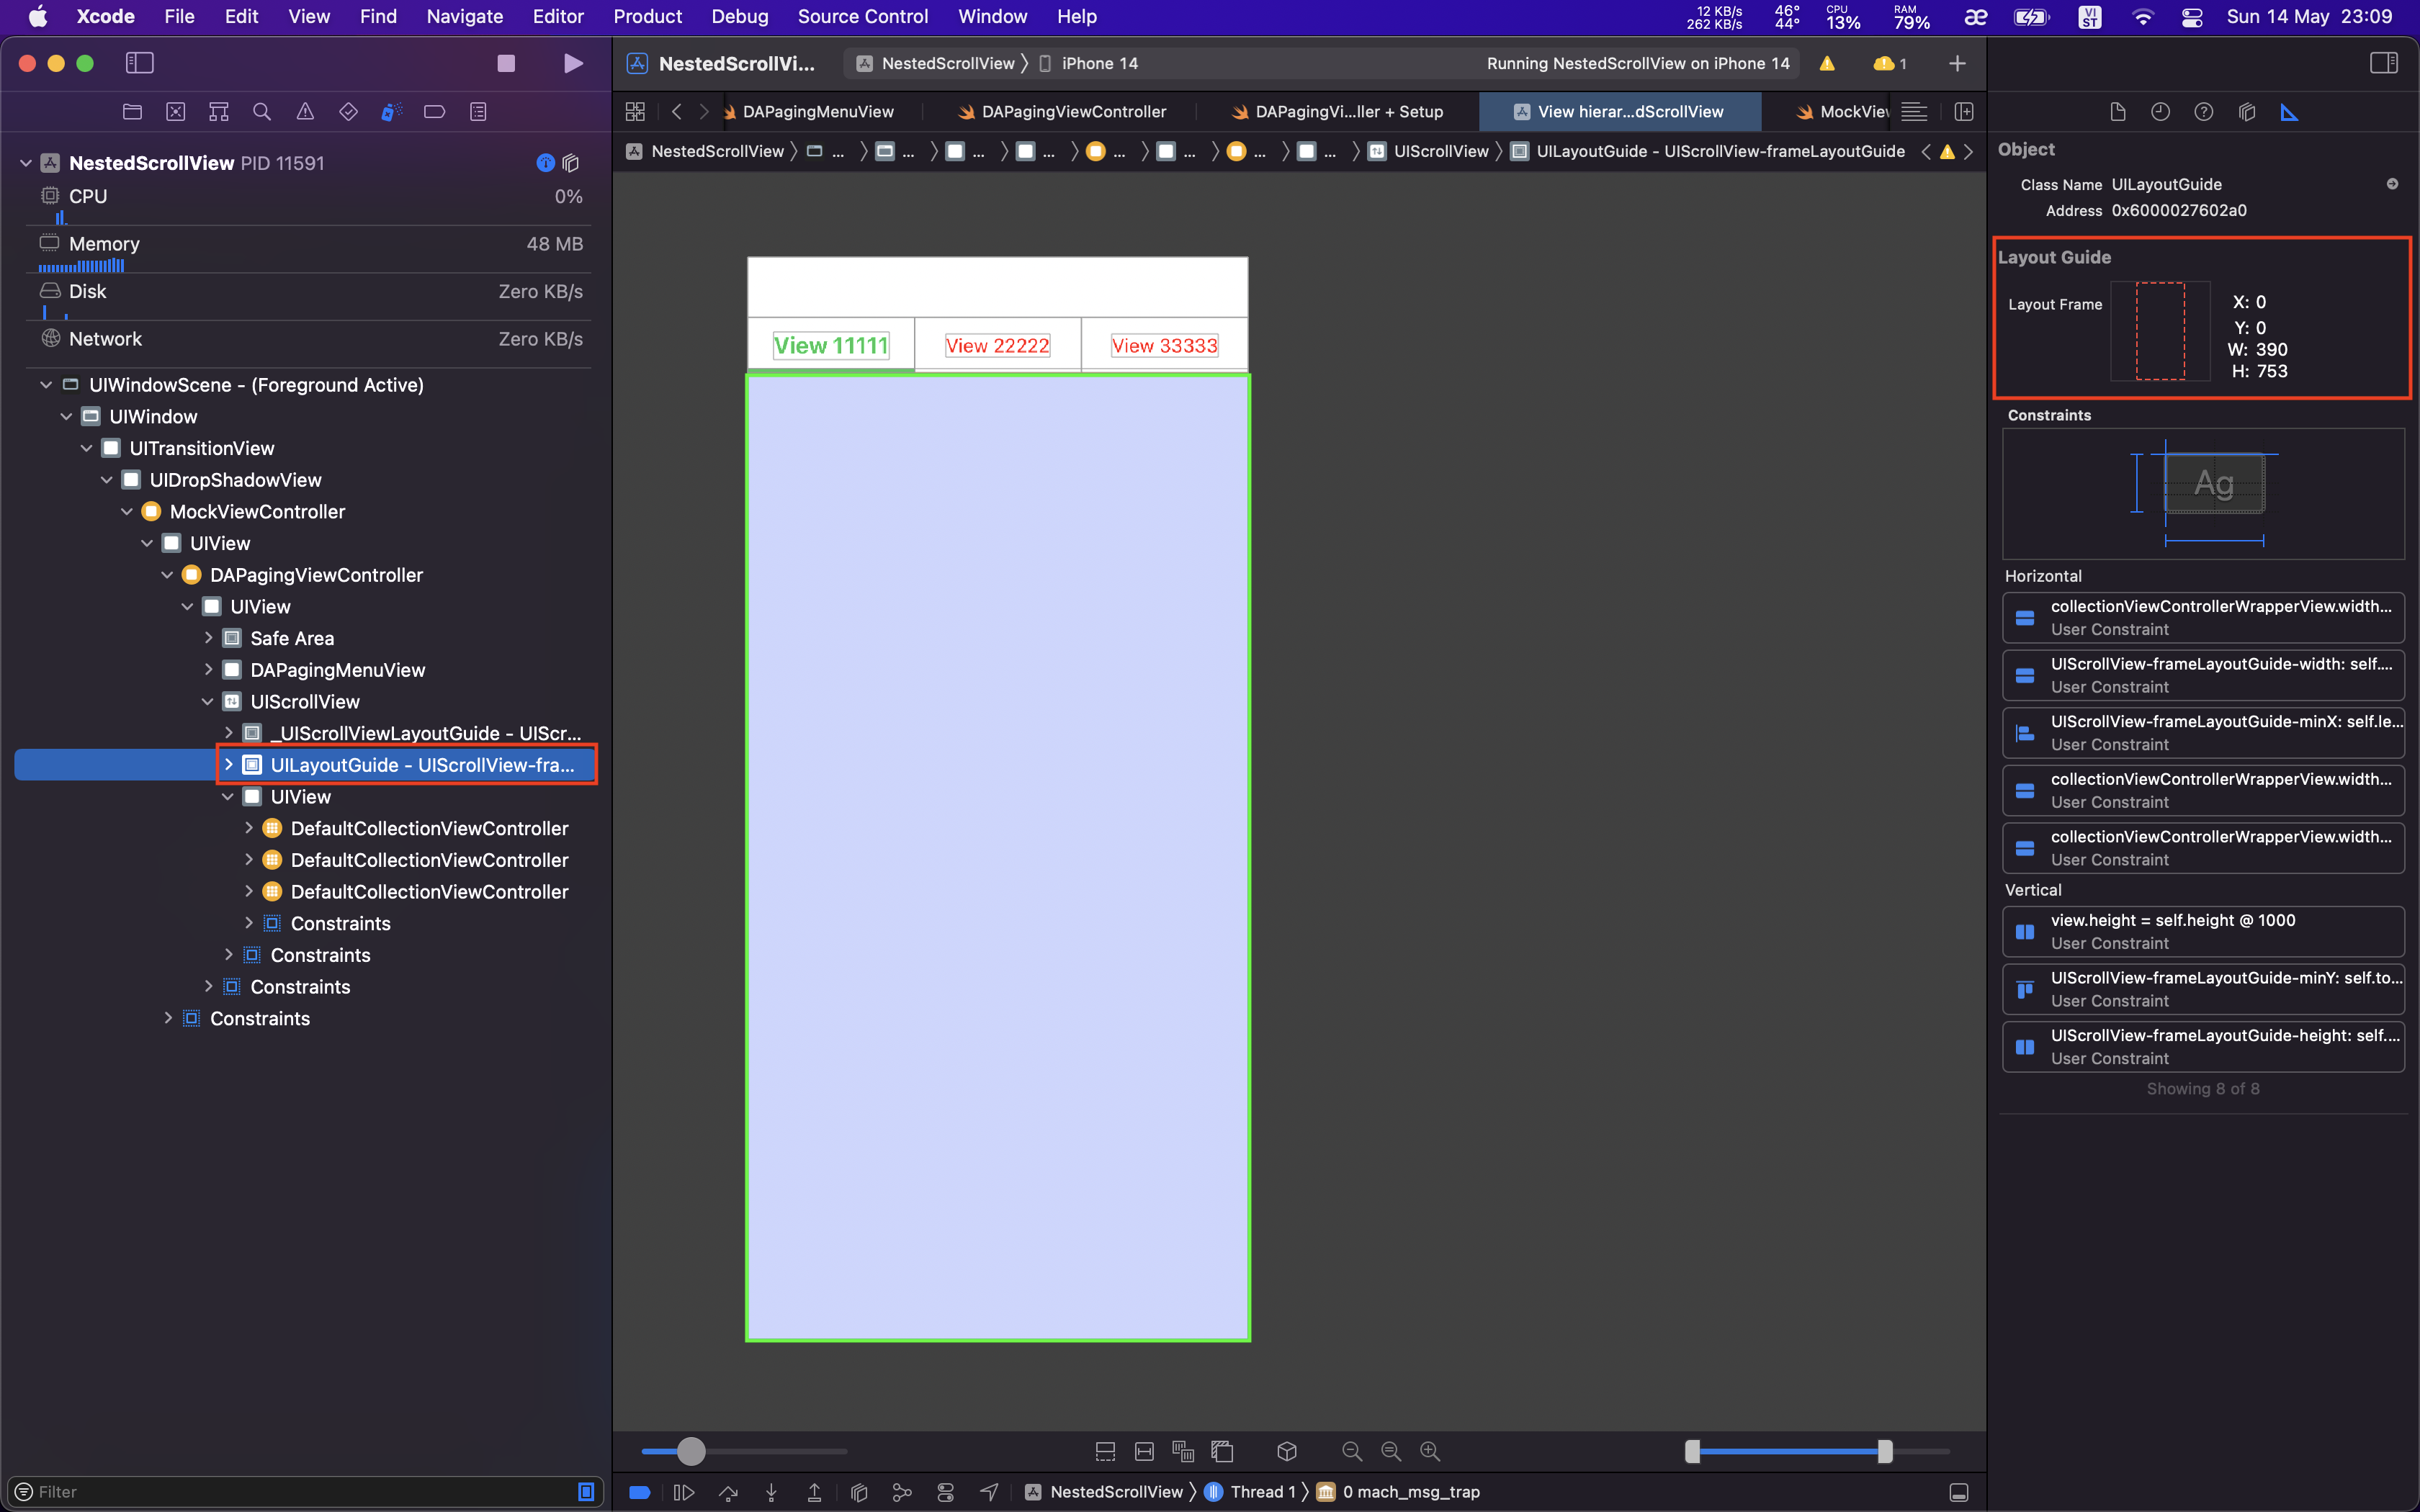 Xcode File Edit View Find Navigate Editor Product Debug Source Control Window Help 12 KB/s 262 KB/s 46° 44° CPU 13% RAM 79% VI ST Sun 14 May 23:09
NestedScrollVi... NestedScrollView iPhone 14 Running NestedScrollView on iPhone 14 1
DAPagingMenuView DAPagingViewController DAPagingVi...ller + Setup View hierar...dScrollView MockViev
NestedScrollView ... ... ... ... ... ... ... ... UIScrollView UILayoutGuide - UIScrollView-frameLayoutGuide
NestedScrollView PID 11591
CPU 0%
Memory 48 MB
Disk Zero KB/s
Network Zero KB/s
UIWindowScene - (Foreground Active)
UIWindow
UITransitionView
UIDropShadowView
MockViewController
UIView
DAPagingViewController
UIView
Safe Area
DAPagingMenuView
UIScrollView
_UIScrollViewLayoutGuide - UIScr...
UILayoutGuide - UIScrollView-fra...
UIView
DefaultCollectionViewController
DefaultCollectionViewController
DefaultCollectionViewController
Constraints
Constraints
Constraints
Constraints
Filter
View 11111 View 22222 View 33333
NestedScrollView Thread 1 0 mach_msg_trap
Object
Class Name UILayoutGuide
Address 0x6000027602a0
Layout Guide
Layout Frame
X: 0
Y: 0
W: 390
H: 753
Constraints
Ag
Horizontal
collectionViewControllerWrapperView.width...
User Constraint
UIScrollView-frameLayoutGuide-width: self....
User Constraint
UIScrollView-frameLayoutGuide-minX: self.le...
User Constraint
collectionViewControllerWrapperView.width...
User Constraint
collectionViewControllerWrapperView.width...
User Constraint
Vertical
view.height = self.height @ 1000
User Constraint
UIScrollView-frameLayoutGuide-minY: self.to...
User Constraint
UIScrollView-frameLayoutGuide-height: self....
User Constraint
Showing 8 of 8